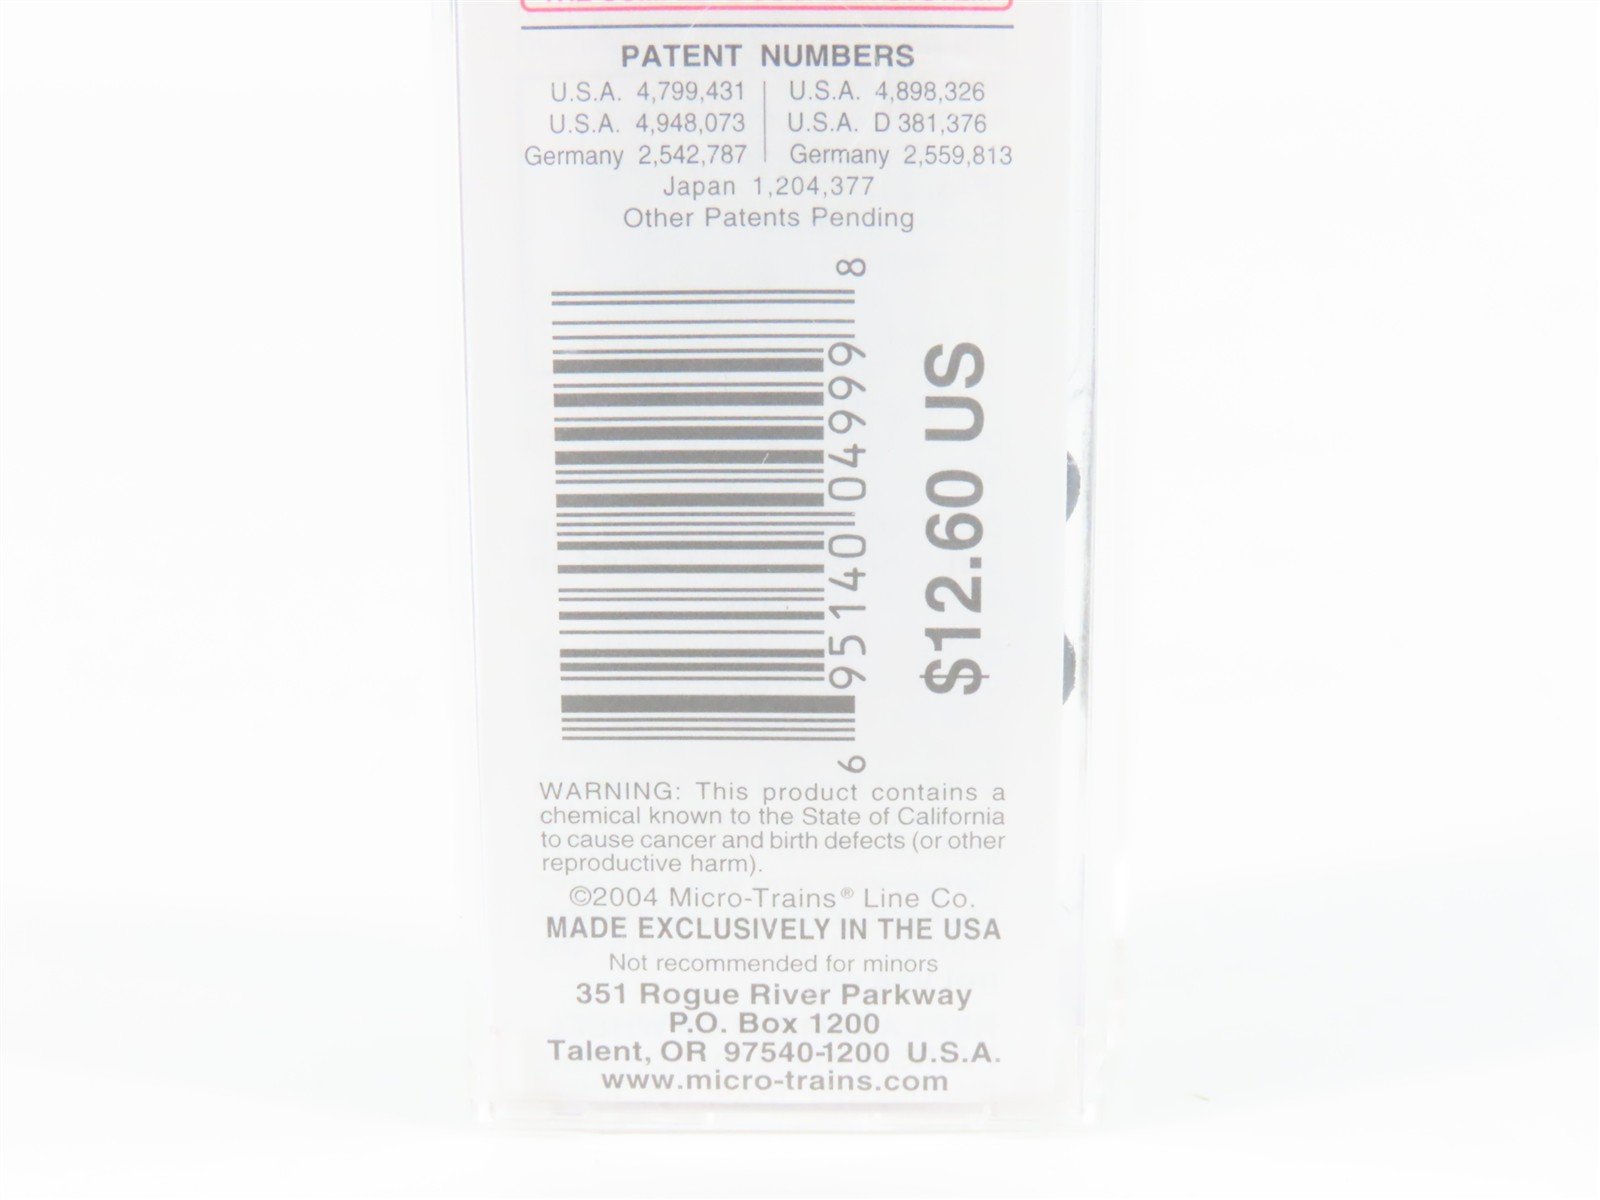 PATENT NUMBERS
U.S.A. 4,799,431 U.S.A. 4,898,326
U.S.A. 4,948,073 U.S.A. D 381,376
Germany 2,542,787 Germany 2,559,813
Japan 1,204,377
Other Patents Pending
6 95140 04999 8
$12.60 US
WARNING: This product contains a
chemical known to the State of California
to cause cancer and birth defects (or other
reproductive harm).
©2004 Micro-Trains® Line Co.
MADE EXCLUSIVELY IN THE USA
Not recommended for minors
351 Rogue River Parkway
P.O. Box 1200
Talent, OR 97540-1200 U.S.A.
www.micro-trains.com